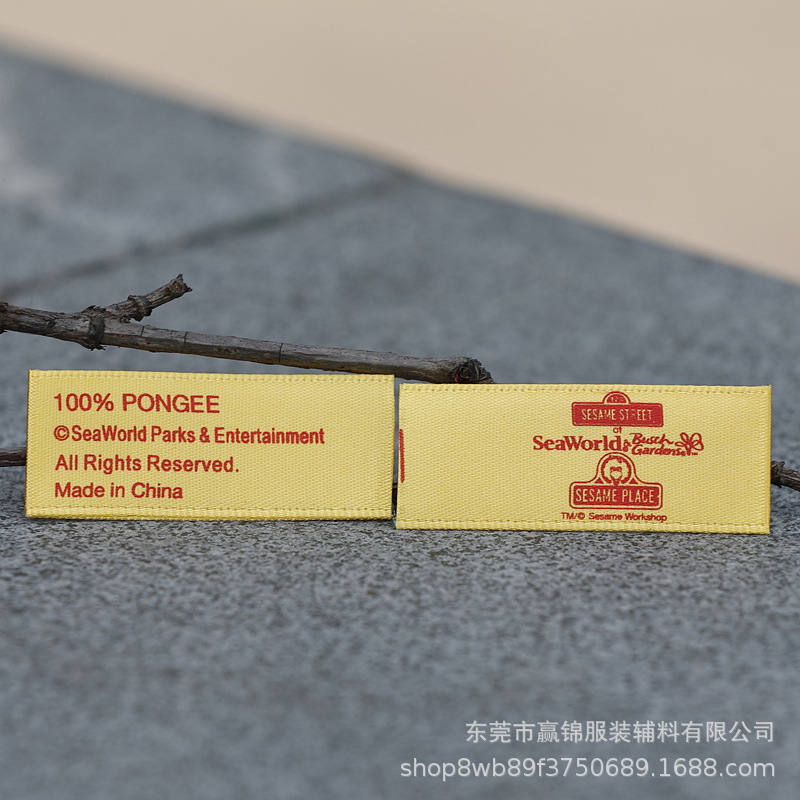 100% PONGEE
©SeaWorld Parks & Entertainment
All Rights Reserved.
Made in China
SESAME STREET
at
SeaWorld Busch Gardens
SESAME PLACE
TM/© Sesame Workshop
东莞市赢锦服装辅料有限公司
shop8wb89f3750689.1688.com